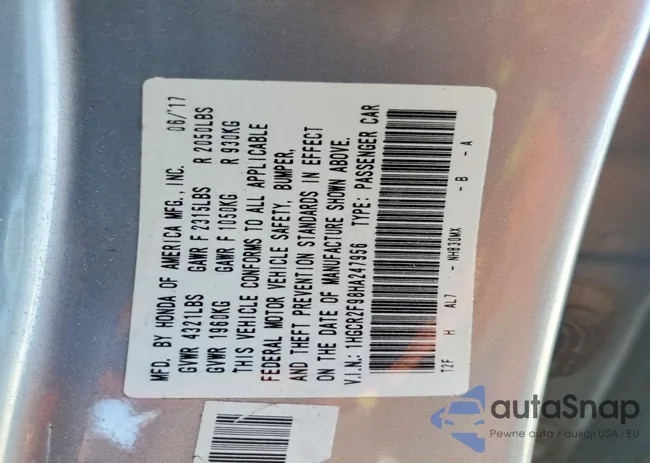 MFD. BY HONDA OF AMERICA MFG., INC. 06/17
GVWR 4321LBS GAWR F 2315LBS R 2050LBS
GVWR 1960KG GAWR F 1050KG R 930KG
THIS VEHICLE CONFORMS TO ALL APPLICABLE
FEDERAL MOTOR VEHICLE SAFETY, BUMPER,
AND THEFT PREVENTION STANDARDS IN EFFECT
ON THE DATE OF MANUFACTURE SHOWN ABOVE.
V.I.N.: 1HGCR2F98HA247956 TYPE: PASSENGER CAR
T2F H AL7 - NH830MX - B - A
autaSnap
Pewne auta z aukcji USA i EU